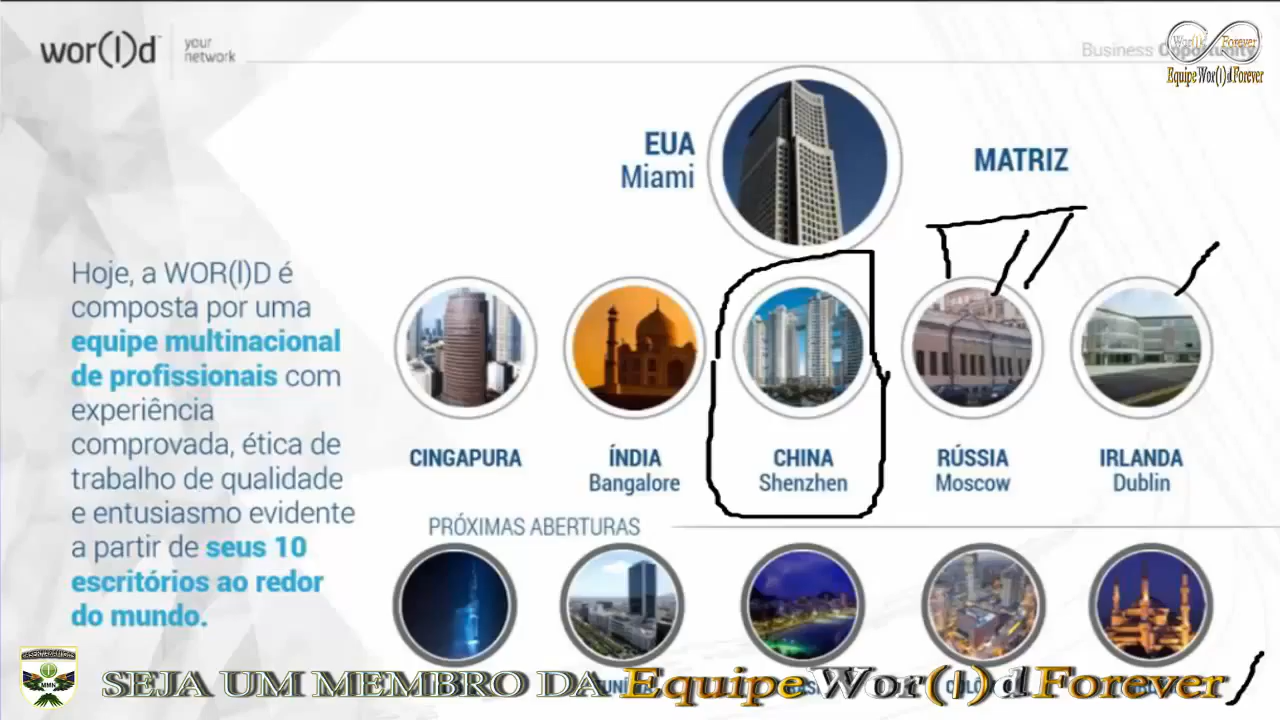 wor(l)d™
your
network
Business Opportunity
Wor(l)d Forever
Equipe Wor(l)d Forever
EUA
Miami
MATRIZ
Hoje, a WOR(l)D é
composta por uma
equipe multinacional
de profissionais com
experiência
comprovada, ética de
trabalho de qualidade
e entusiasmo evidente
a partir de seus 10
escritórios ao redor
do mundo.
CINGAPURA
ÍNDIA
Bangalore
CHINA
Shenzhen
RÚSSIA
Moscow
IRLANDA
Dublin
PRÓXIMAS ABERTURAS
MMN
SEJA UM MEMBRO DA Equipe Wor(l)d Forever